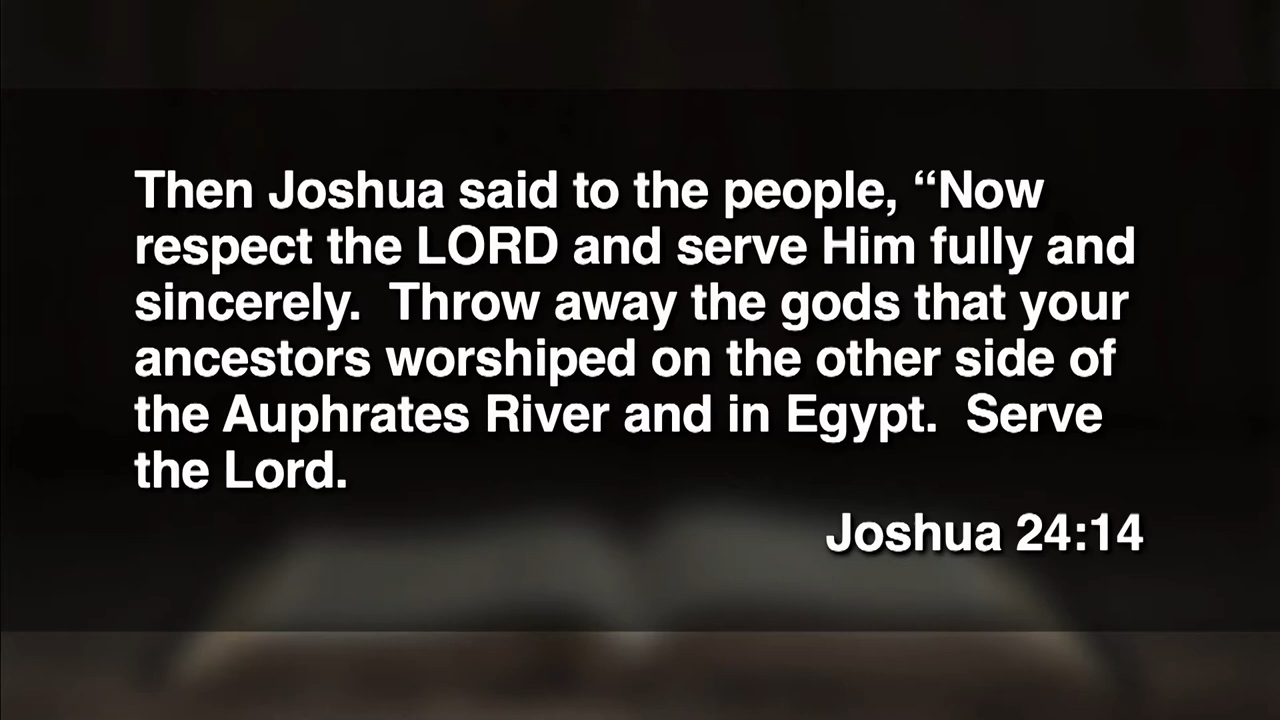 Then Joshua said to the people, “Now
respect the LORD and serve Him fully and
sincerely.  Throw away the gods that your
ancestors worshiped on the other side of
the Auphrates River and in Egypt.  Serve
the Lord.
Joshua 24:14